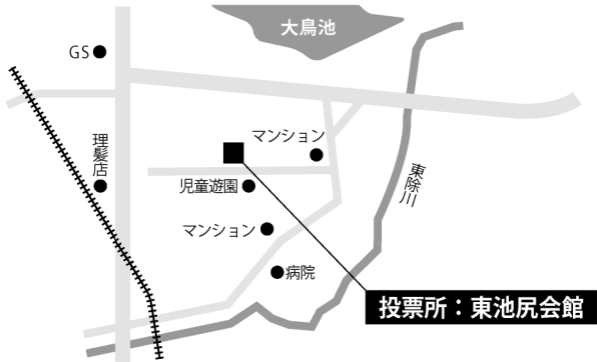 大鳥池
GS
マンション
理髪店
児童遊園
東除川
マンション
病院
投票所：東池尻会館